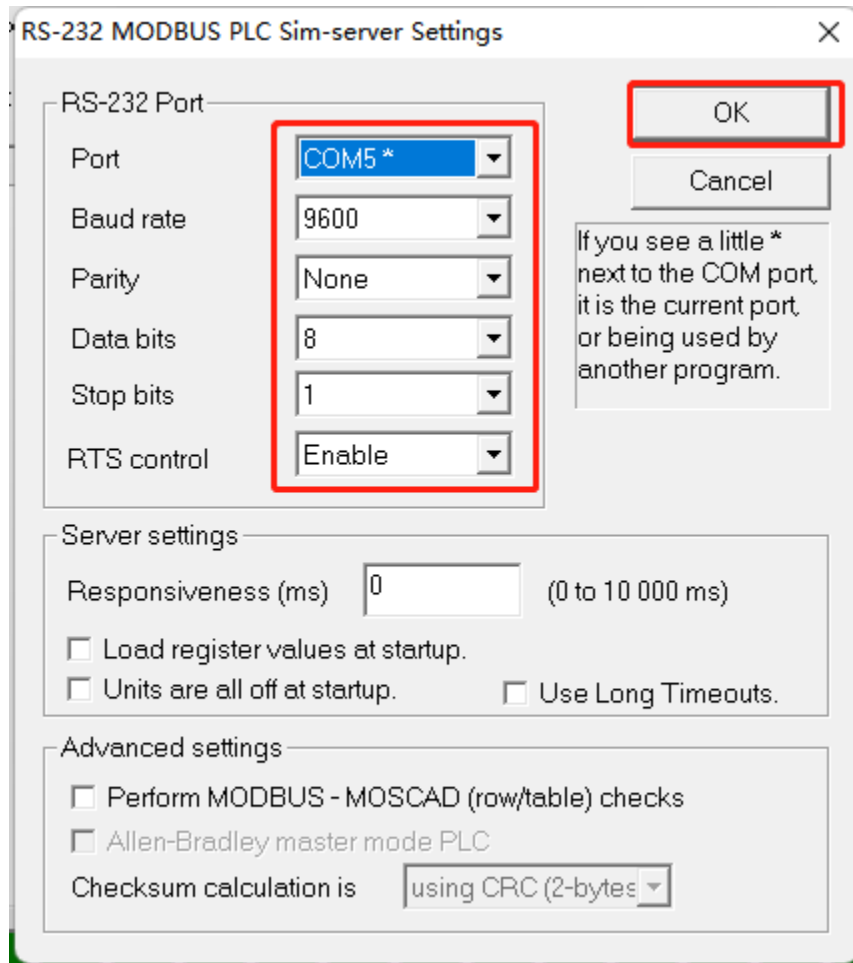 RS-232 MODBUS PLC Sim-server Settings
RS-232 Port
Port COM5 *
Baud rate 9600
Parity None
Data bits 8
Stop bits 1
RTS control Enable
OK
Cancel
If you see a little *
next to the COM port,
it is the current port,
or being used by
another program.
Server settings
Responsiveness (ms) 0 (0 to 10 000 ms)
Load register values at startup.
Units are all off at startup. Use Long Timeouts.
Advanced settings
Perform MODBUS - MOSCAD (row/table) checks
Allen-Bradley master mode PLC
Checksum calculation is using CRC (2-bytes